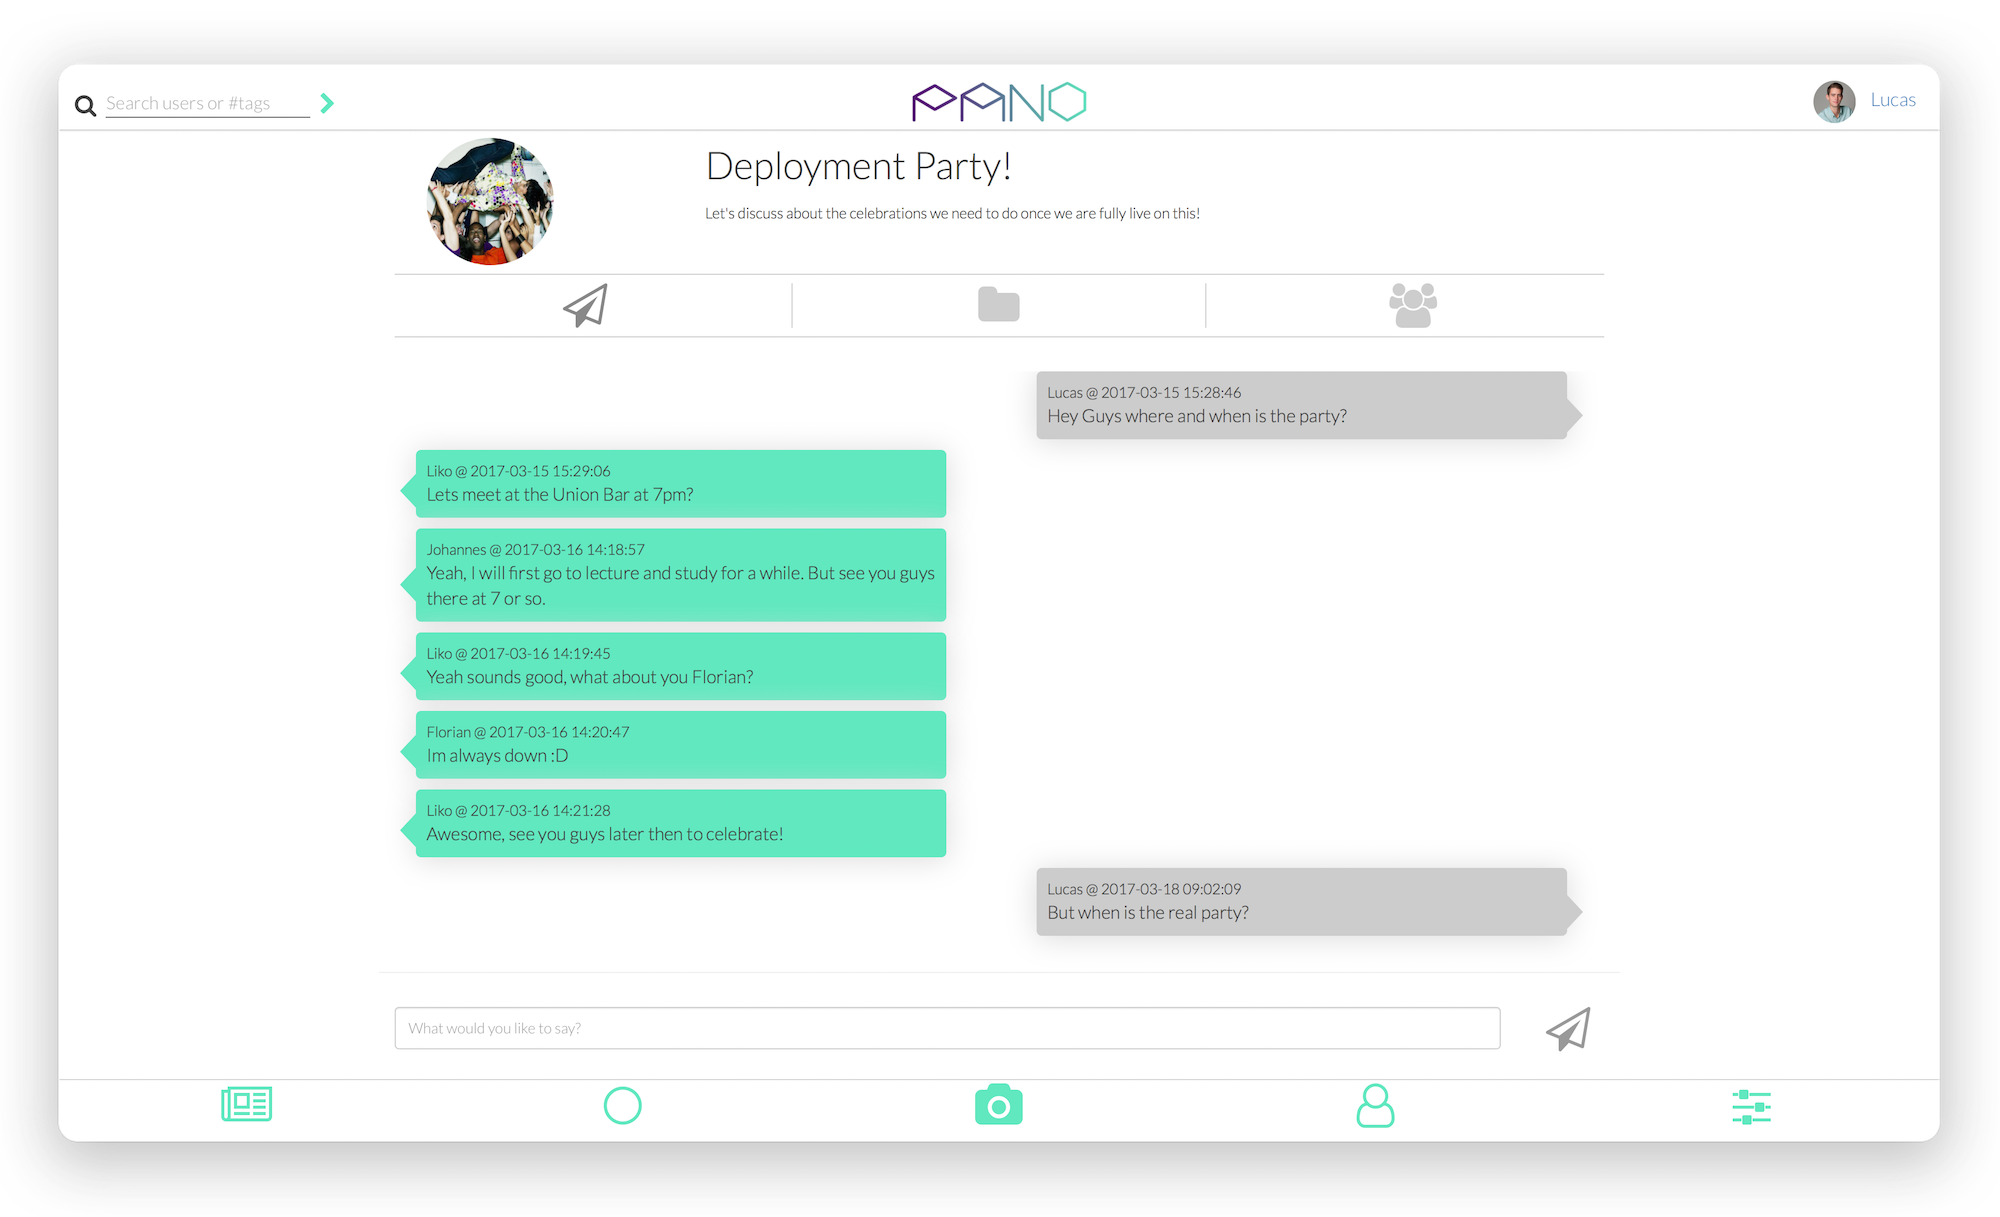 Search users or #tags
PANO
Lucas
Deployment Party!
Let's discuss about the celebrations we need to do once we are fully live on this!
Lucas @ 2017-03-15 15:28:46
Hey Guys where and when is the party?
Liko @ 2017-03-15 15:29:06
Lets meet at the Union Bar at 7pm?
Johannes @ 2017-03-16 14:18:57
Yeah, I will first go to lecture and study for a while. But see you guys
there at 7 or so.
Liko @ 2017-03-16 14:19:45
Yeah sounds good, what about you Florian?
Florian @ 2017-03-16 14:20:47
Im always down :D
Liko @ 2017-03-16 14:21:28
Awesome, see you guys later then to celebrate!
Lucas @ 2017-03-18 09:02:09
But when is the real party?
What would you like to say?